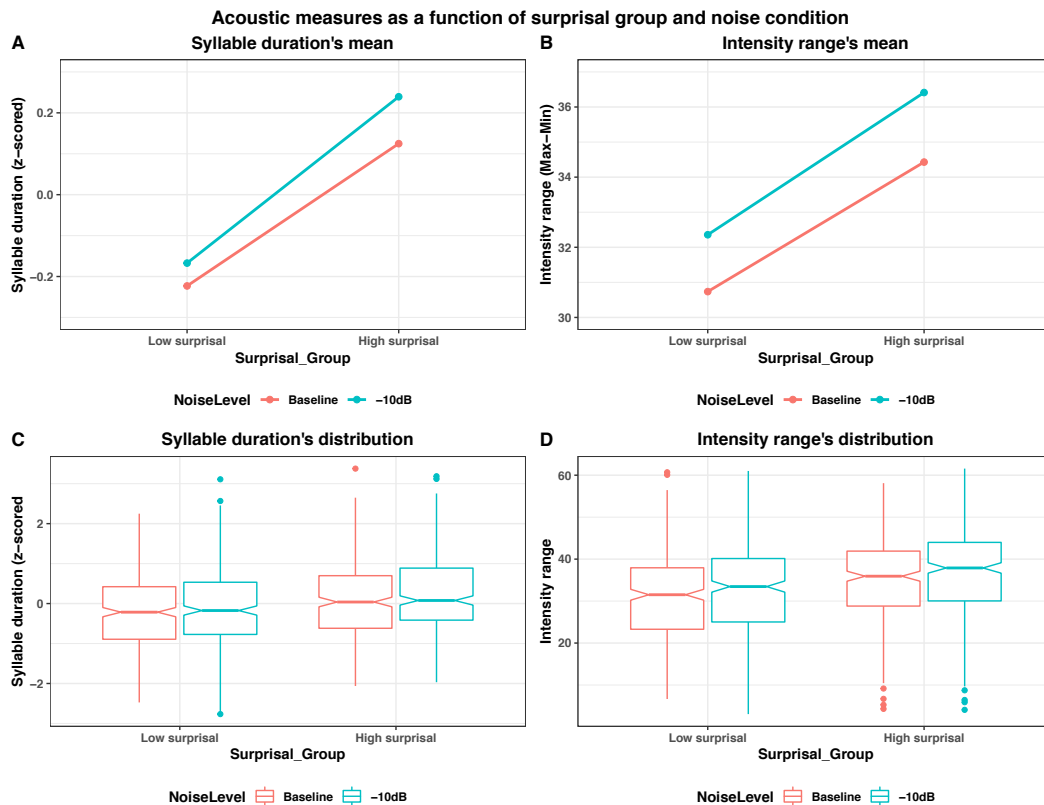 Acoustic measures as a function of surprisal group and noise condition
A
Syllable duration's mean
Syllable duration (z−scored)
0.2
0.0
−0.2
Low surprisal
High surprisal
Surprisal_Group
NoiseLevel Baseline −10dB
B
Intensity range's mean
Intensity range (Max−Min)
36
34
32
30
Low surprisal
High surprisal
Surprisal_Group
NoiseLevel Baseline −10dB
C
Syllable duration's distribution
Syllable duration (z−scored
2
0
−2
Low surprisal
High surprisal
Surprisal_Group
NoiseLevel Baseline −10dB
D
Intensity range's distribution
Intensity range
60
40
20
Low surprisal
High surprisal
Surprisal_Group
NoiseLevel Baseline −10dB